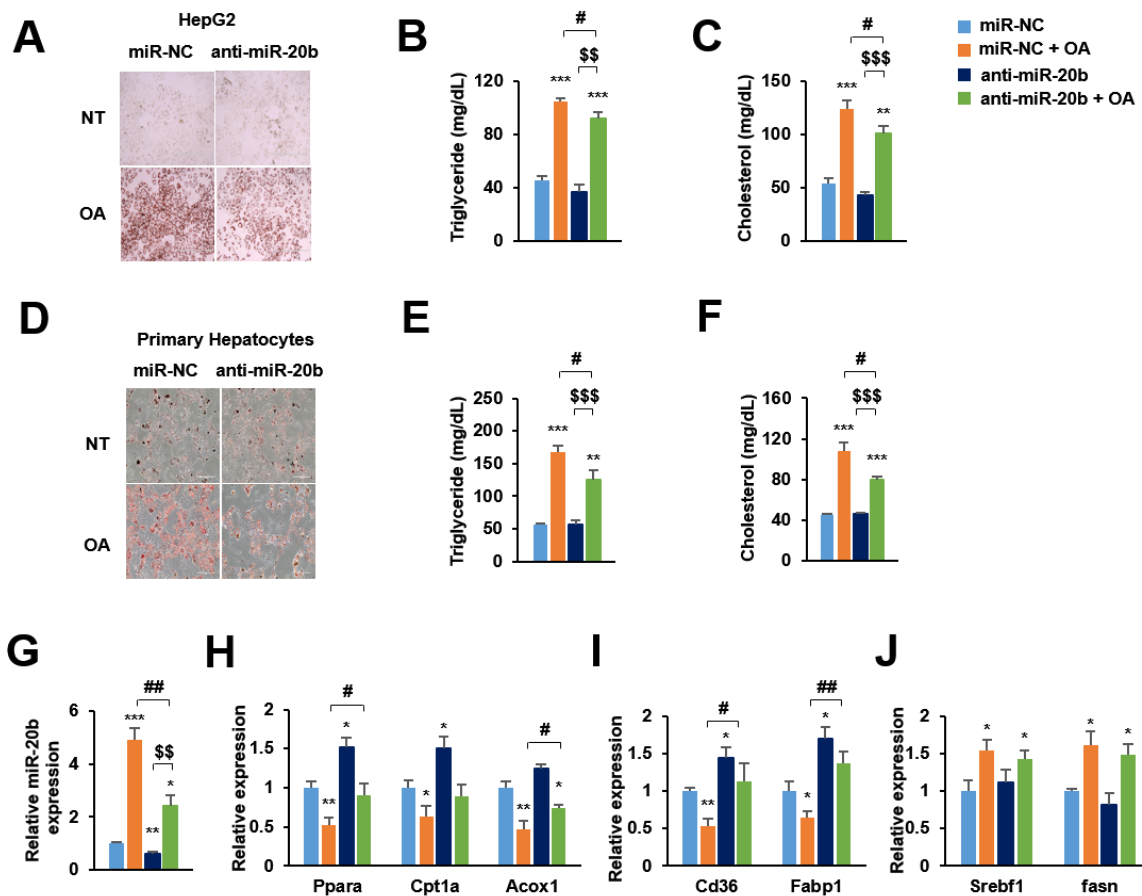 A
HepG2
miR-NC anti-miR-20b
NT
OA
B
Triglyceride (mg/dL)
120
80
40
0
***
***
$$
#
C
Cholesterol (mg/dL)
150
100
50
0
***
**
$$$
#
miR-NC
miR-NC + OA
anti-miR-20b
anti-miR-20b + OA
D
Primary Hepatocytes
miR-NC anti-miR-20b
NT
OA
E
Triglyceride (mg/dL)
250
200
150
100
50
0
***
**
$$$
#
F
Cholesterol (mg/dL)
160
120
80
40
0
***
***
$$$
#
G
Relative miR-20b
expression
6
4
2
0
***
**
*
$$
##
H
Relative expression
2
1.5
1
0.5
0
**
*
#
*
*
**
*
#
Ppara Cpt1a Acox1
I
Relative expression
2
1.5
1
0.5
0
**
*
#
*
*
##
Cd36 Fabp1
J
Relative expression
2
1.5
1
0.5
0
*
*
*
*
Srebf1 fasn